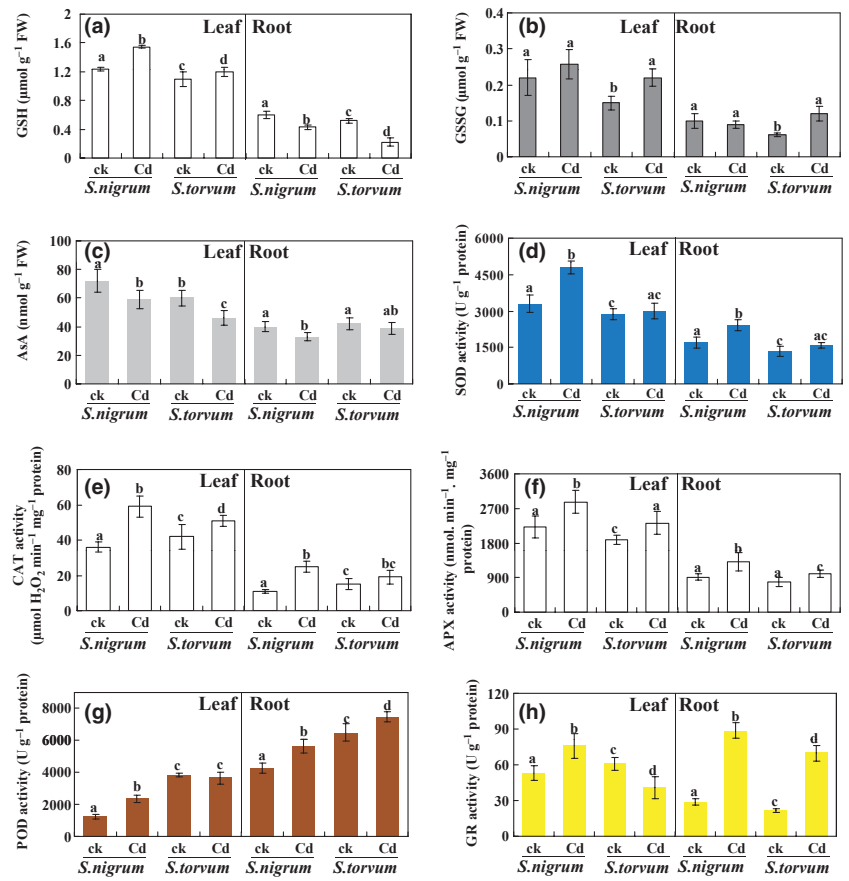 (a) Leaf Root
GSH (μmol g⁻¹ FW)
1.6
1.2
0.8
0.4
0
a b c d a b c d
ck Cd ck Cd ck Cd ck Cd
S.nigrum S.torvum S.nigrum S.torvum
(b) Leaf Root
GSSG (μmol g⁻¹ FW)
0.4
0.3
0.2
0.1
0
a a b a a a b a
ck Cd ck Cd ck Cd ck Cd
S.nigrum S.torvum S.nigrum S.torvum
(c) Leaf Root
AsA (nmol g⁻¹ FW)
100
80
60
40
20
0
a b b c a b a ab
ck Cd ck Cd ck Cd ck Cd
S.nigrum S.torvum S.nigrum S.torvum
(d) Leaf Root
SOD activity (U g⁻¹ protein)
6000
4500
3000
1500
0
a b c ac a b c ac
ck Cd ck Cd ck Cd ck Cd
S.nigrum S.torvum S.nigrum S.torvum
(e) Leaf Root
CAT activity
(μmol H₂O₂ min⁻¹ mg⁻¹ protein)
80
60
40
20
0
a b c d a b c bc
ck Cd ck Cd ck Cd ck Cd
S.nigrum S.torvum S.nigrum S.torvum
(f) Leaf Root
APX activity (nmol. min⁻¹. mg⁻¹
protein)
3600
2700
1800
900
0
a b c a a b a c
ck Cd ck Cd ck Cd ck Cd
S.nigrum S.torvum S.nigrum S.torvum
(g) Leaf Root
POD activity (U g⁻¹ protein)
8000
6000
4000
2000
0
a b c c a b c d
ck Cd ck Cd ck Cd ck Cd
S.nigrum S.torvum S.nigrum S.torvum
(h) Leaf Root
GR activity (U g⁻¹ protein)
120
90
60
30
0
a b c d a b c d
ck Cd ck Cd ck Cd ck Cd
S.nigrum S.torvum S.nigrum S.torvum